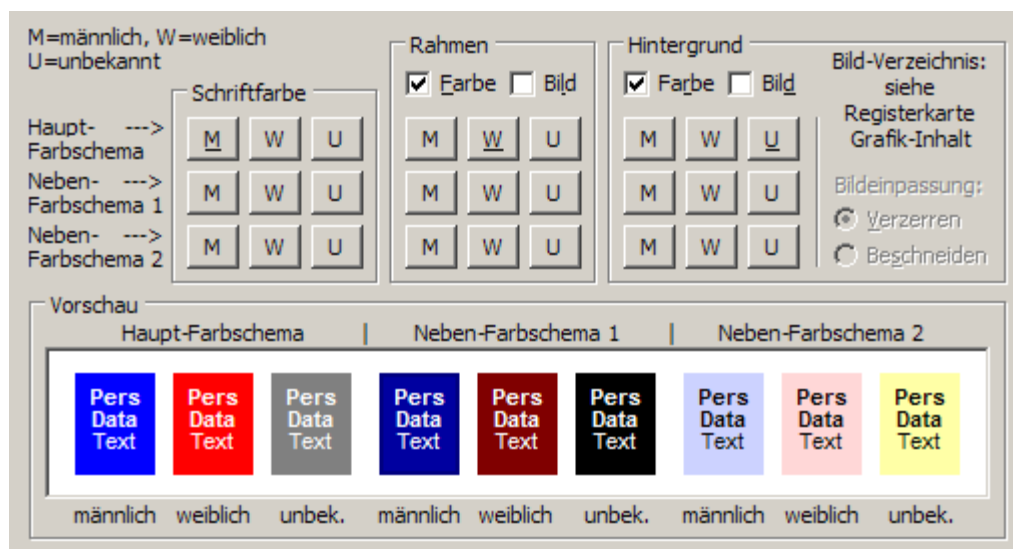 M=männlich, W=weiblich
U=unbekannt
Schriftfarbe
Haupt- --->
Farbschema
M W U
Neben- --->
Farbschema 1
M W U
Neben- --->
Farbschema 2
M W U
Rahmen
Farbe Bild
M W U
M W U
M W U
Hintergrund
Farbe Bild
M W U
M W U
M W U
Bild-Verzeichnis:
siehe
Registerkarte
Grafik-Inhalt
Bildeinpassung:
Verzerren
Beschneiden
Vorschau
Haupt-Farbschema | Neben-Farbschema 1 | Neben-Farbschema 2
Pers Pers Pers Pers Pers Pers Pers Pers Pers
Data Data Data Data Data Data Data Data Data
Text Text Text Text Text Text Text Text Text
männlich weiblich unbek. männlich weiblich unbek. männlich weiblich unbek.